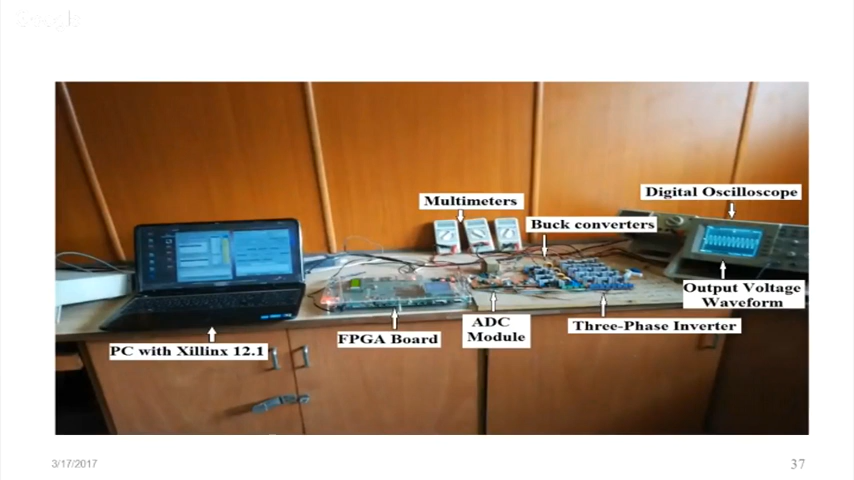 Google
Multimeters
Digital Oscilloscope
Buck converters
Output Voltage
Waveform
ADC
Module
Three-Phase Inverter
FPGA Board
PC with Xillinx 12.1
3/17/2017
37